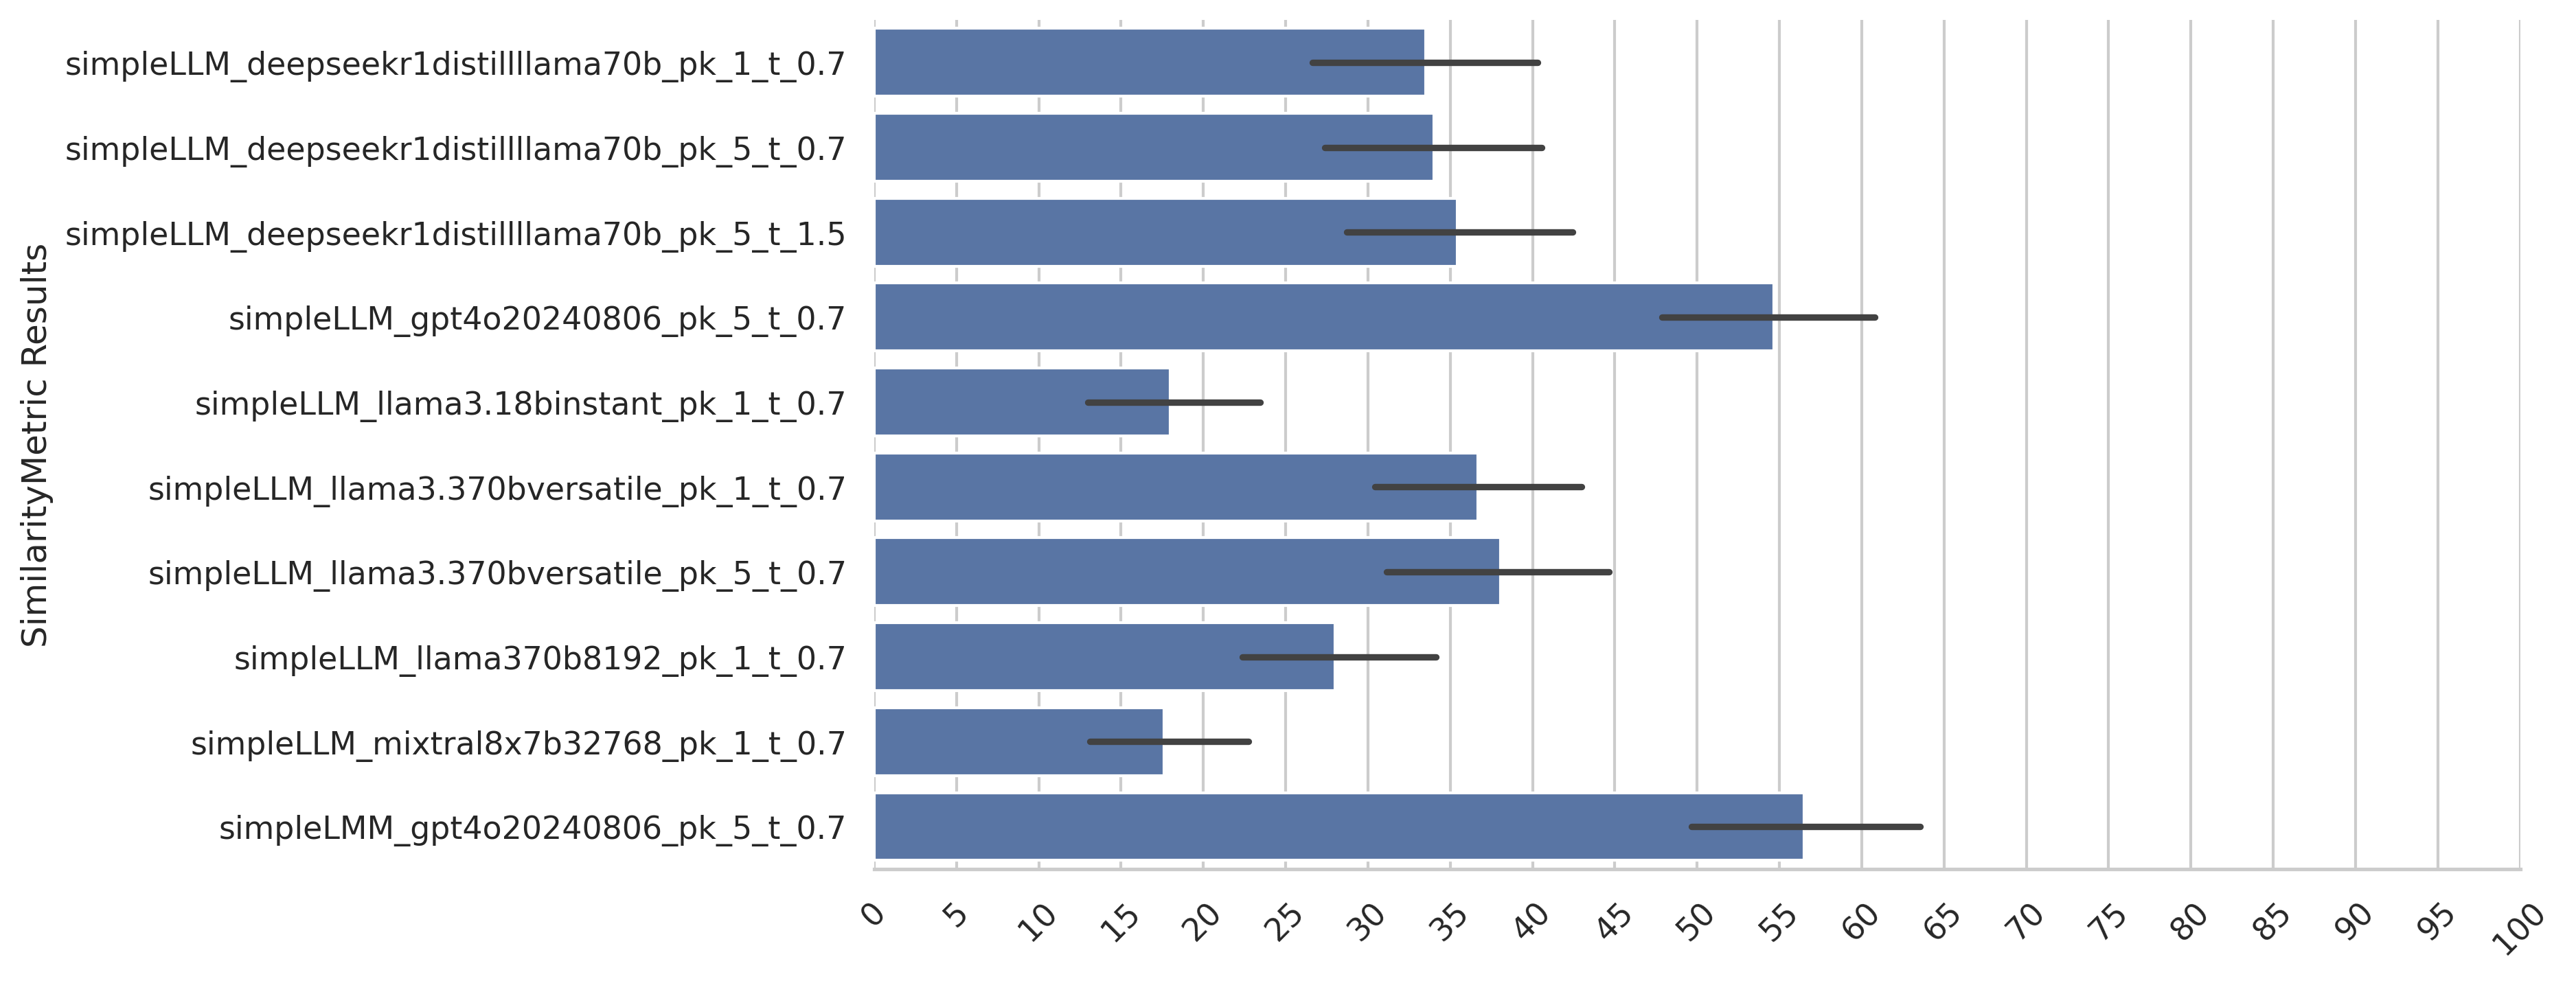 SimilarityMetric Results
simpleLLM_deepseekr1distillllama70b_pk_1_t_0.7
simpleLLM_deepseekr1distillllama70b_pk_5_t_0.7
simpleLLM_deepseekr1distillllama70b_pk_5_t_1.5
simpleLLM_gpt4o20240806_pk_5_t_0.7
simpleLLM_llama3.18binstant_pk_1_t_0.7
simpleLLM_llama3.370bversatile_pk_1_t_0.7
simpleLLM_llama3.370bversatile_pk_5_t_0.7
simpleLLM_llama370b8192_pk_1_t_0.7
simpleLLM_mixtral8x7b32768_pk_1_t_0.7
simpleLMM_gpt4o20240806_pk_5_t_0.7
0 5 10 15 20 25 30 35 40 45 50 55 60 65 70 75 80 85 90 95 100